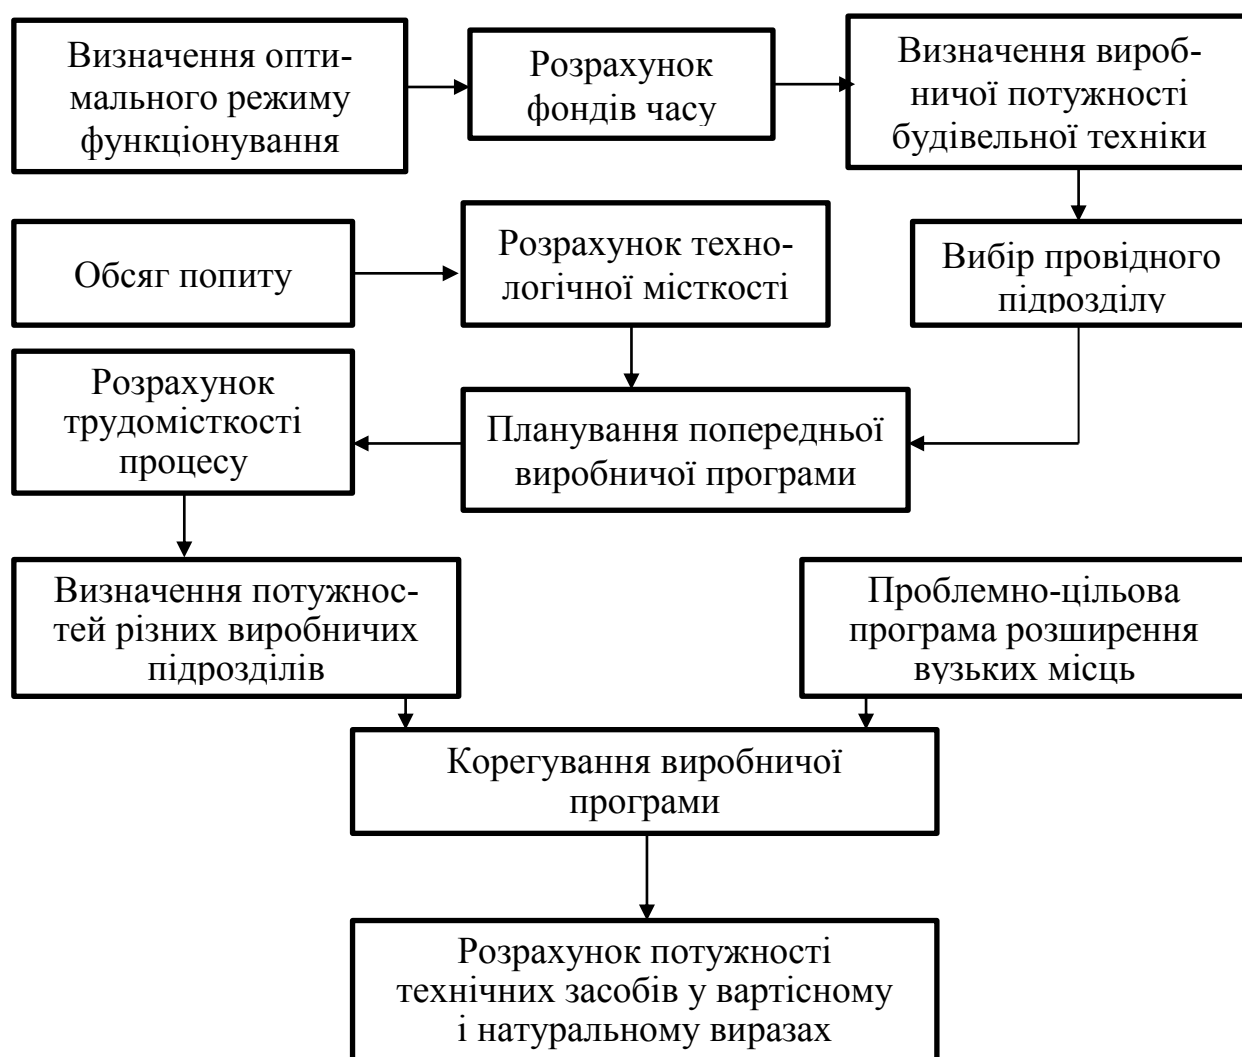 Визначення опти-
мального режиму
функціонування
Розрахунок
фондів часу
Визначення вироб-
ничої потужності
будівельної техніки
Обсяг попиту
Розрахунок техно-
логічної місткості
Вибір провідного
підрозділу
Розрахунок
трудомісткості
процесу
Планування попередньої
виробничої програми
Визначення потужнос-
тей різних виробничих
підрозділів
Проблемно-цільова
програма розширення
вузьких місць
Корегування виробничої
програми
Розрахунок потужності
технічних засобів у вартісному
і натуральному виразах